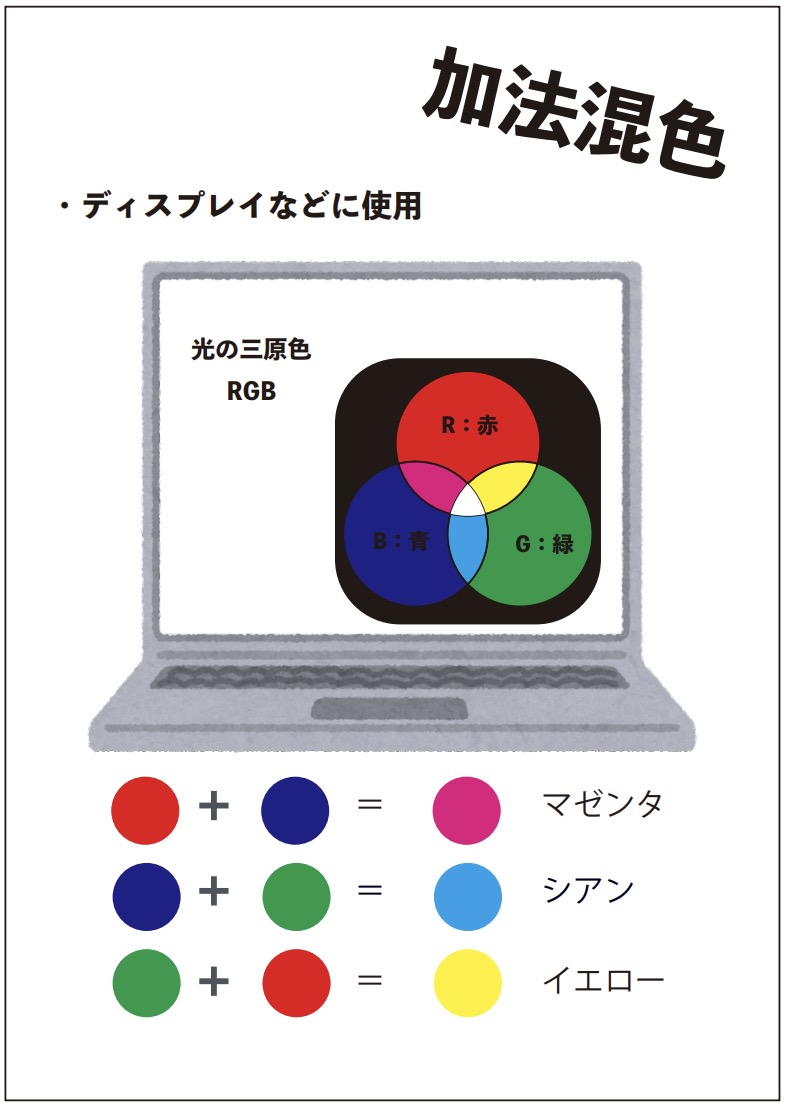 加法混色
・ディスプレイなどに使用
光の三原色
RGB
R：赤
B：青
G：緑
+ = マゼンタ
+ = シアン
+ = イエロー